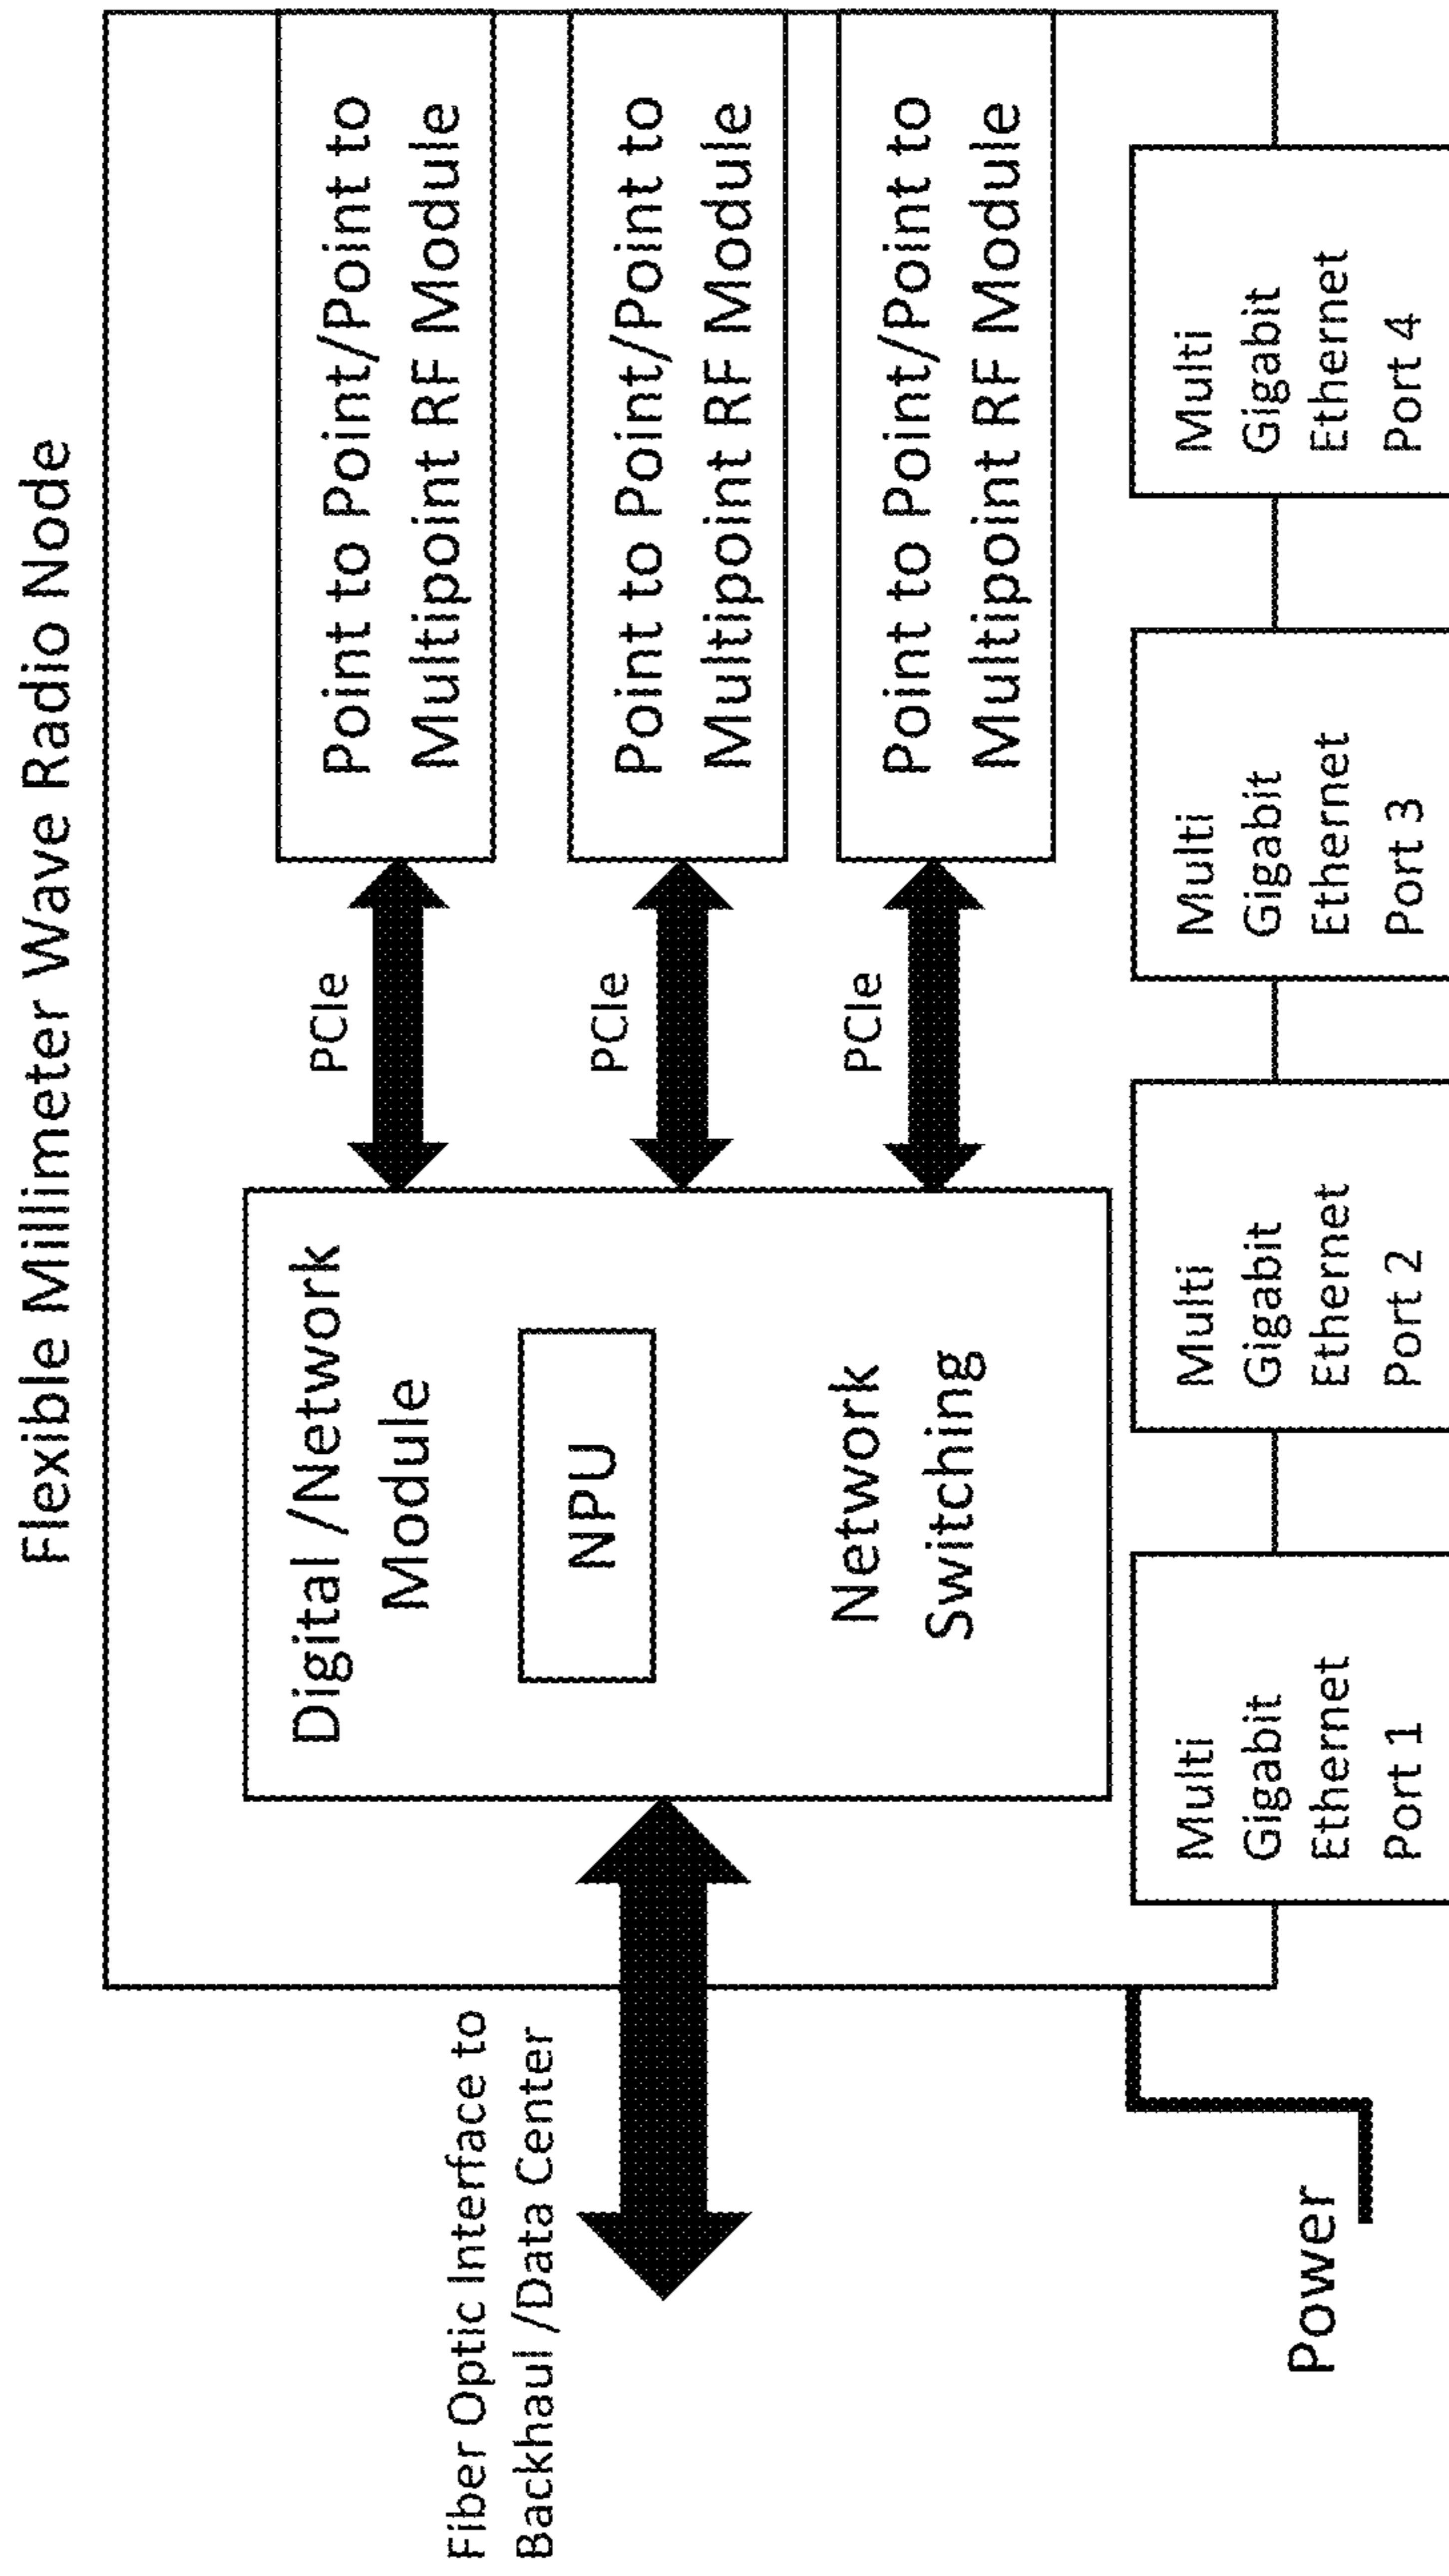 Flexible Millimeter Wave Radio Node
Fiber Optic Interface to
Backhaul /Data Center
Digital /Network
Module
NPU
Network
Switching
PCIe
Point to Point/Point to
Multipoint RF Module
PCIe
Point to Point/Point to
Multipoint RF Module
PCIe
Point to Point/Point to
Multipoint RF Module
Power
Multi
Gigabit
Ethernet
Port 1
Multi
Gigabit
Ethernet
Port 2
Multi
Gigabit
Ethernet
Port 3
Multi
Gigabit
Ethernet
Port 4